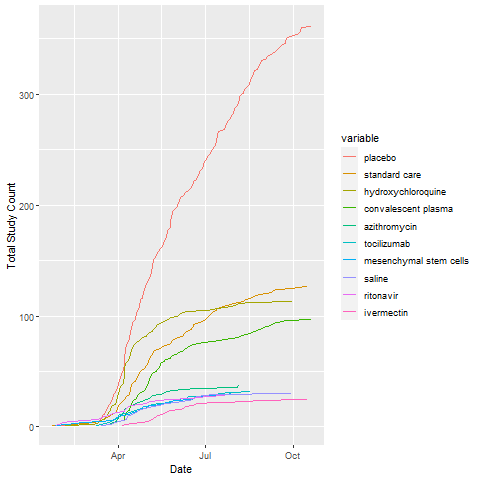 Total Study Count
300
200
100
0
Apr
Jul
Oct
Date
variable
placebo
standard care
hydroxychloroquine
convalescent plasma
azithromycin
tocilizumab
mesenchymal stem cells
saline
ritonavir
ivermectin